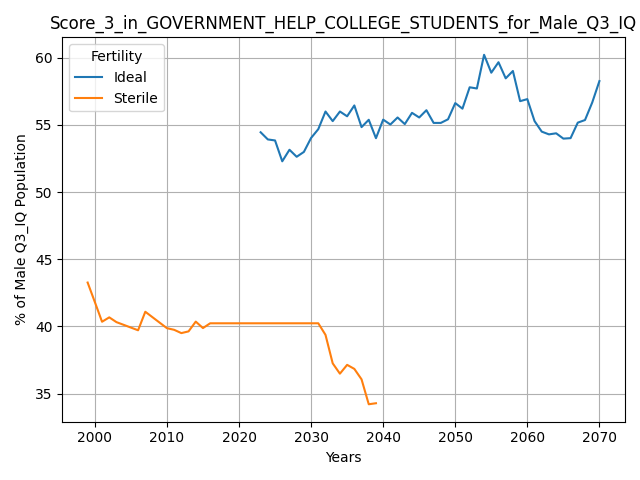 Score_3_in_GOVERNMENT_HELP_COLLEGE_STUDENTS_for_Male_Q3_IQ
Fertility
Ideal
Sterile
% of Male Q3_IQ Population
60
55
50
45
40
35
2000 2010 2020 2030 2040 2050 2060 2070
Years